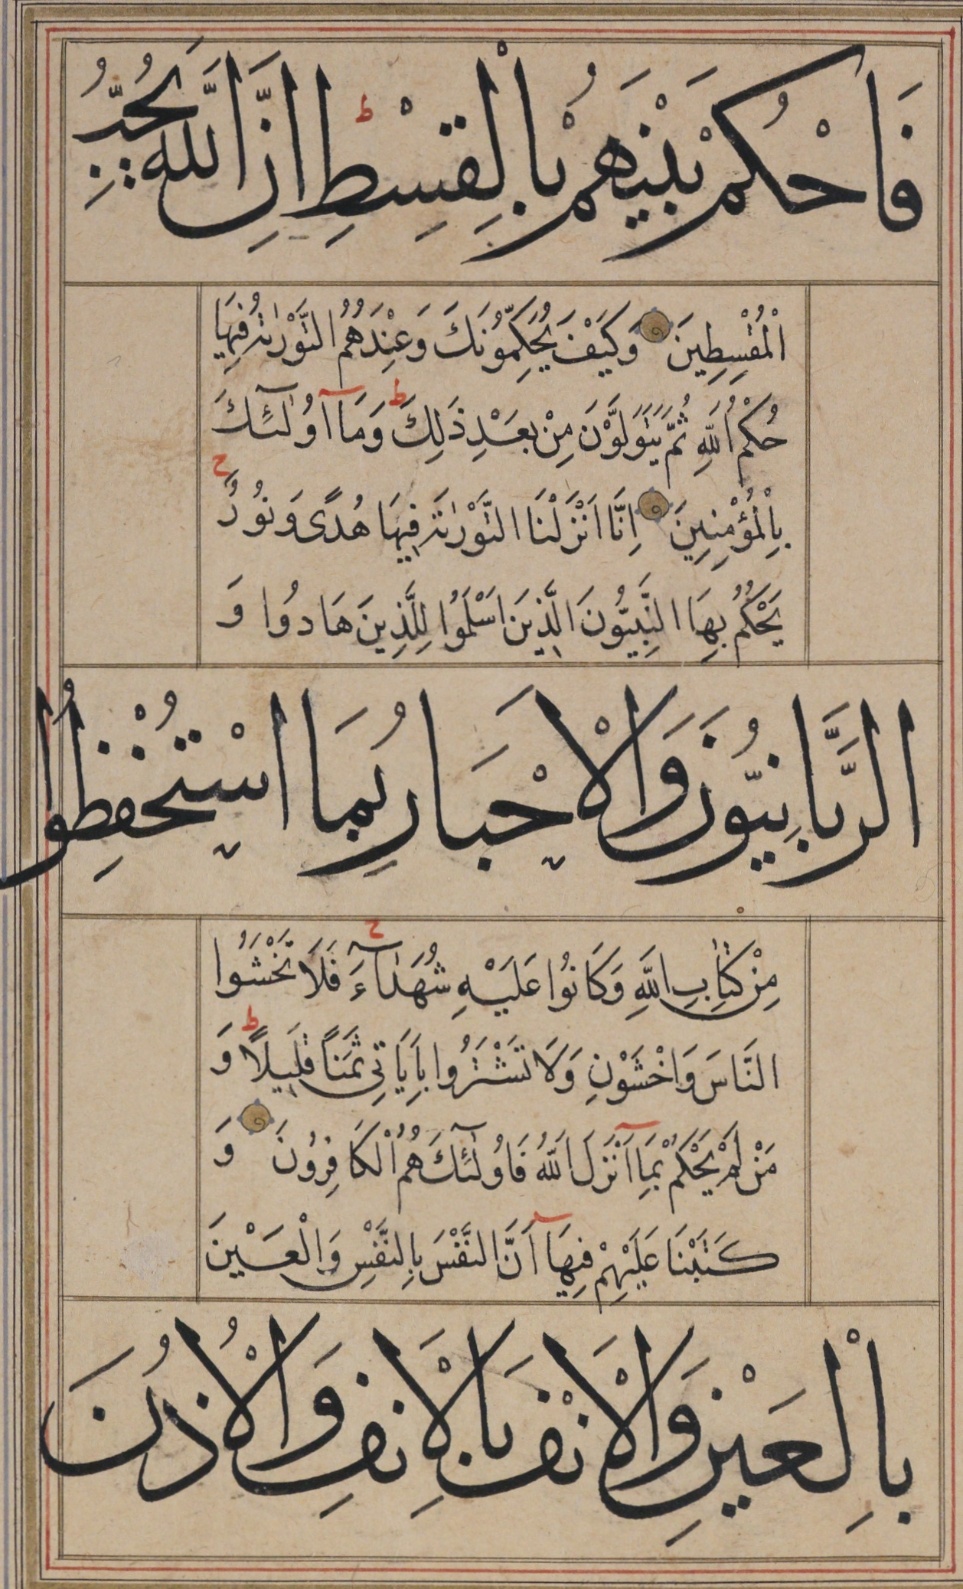 فَاحْكُمْ بَيْنَهُمْ بِالْقِسْطِ ط اِنَّ اللّٰهَ يُحِبُّ
الْمُقْسِطِينَ وَكَيْفَ يُحَكِّمُونَكَ وَعِنْدَهُمُ التَّوْرٰيةُ فِيهَا
حُكْمُ اللّٰهِ ثُمَّ يَتَوَلَّوْنَ مِنْ بَعْدِ ذٰلِكَ ط وَمَآ اُولٰٓئِكَ
بِالْمُؤْمِنِينَ اِنَّا اَنْزَلْنَا التَّوْرٰيةَ فِيهَا هُدًى وَنُورٌ ح
يَحْكُمُ بِهَا النَّبِيُّونَ الَّذِينَ اَسْلَمُوا لِلَّذِينَ هَادُوا وَ
الرَّبَّانِيُّونَ وَالْاَحْبَارُ بِمَا اسْتُحْفِظُوا
مِنْ كِتَابِ اللّٰهِ وَكَانُوا عَلَيْهِ شُهَدَآءَ ح فَلَا تَخْشَوُا
النَّاسَ وَاخْشَوْنِ وَلَا تَشْتَرُوا بِاٰيَاتِى ثَمَنًا قَلِيلًا ط وَ
مَنْ لَمْ يَحْكُمْ بِمَآ اَنْزَلَ اللّٰهُ فَاُولٰٓئِكَ هُمُ الْكَافِرُونَ وَ
كَتَبْنَا عَلَيْهِمْ فِيهَآ اَنَّ النَّفْسَ بِالنَّفْسِ وَالْعَيْنَ
بِالْعَيْنِ وَالْاَنْفَ بِالْاَنْفِ وَالْاُذُنَ